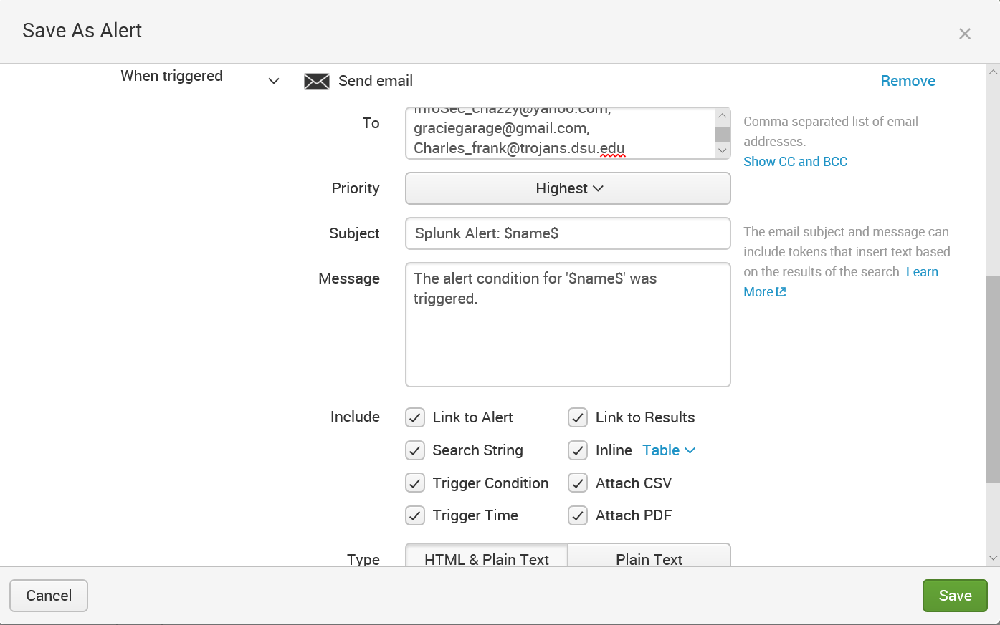 Save As Alert
When triggered
Send email
Remove
To
InfoSec_chazzy@yahoo.com,
graciegarage@gmail.com,
Charles_frank@trojans.dsu.edu
Comma separated list of email
addresses.
Show CC and BCC
Priority
Highest
Subject
Splunk Alert: $name$
The email subject and message can
include tokens that insert text based
on the results of the search. Learn
More
Message
The alert condition for '$name$' was
triggered.
Include
Link to Alert
Link to Results
Search String
Inline Table
Trigger Condition
Attach CSV
Trigger Time
Attach PDF
Type
HTML & Plain Text
Plain Text
Cancel
Save